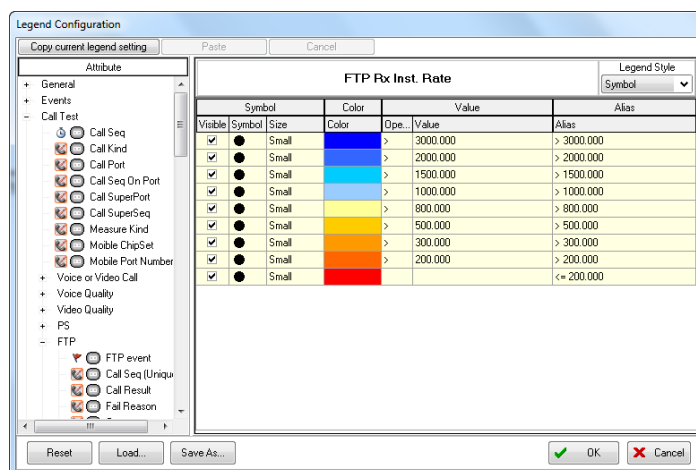 Legend Configuration
Copy current legend setting Paste Cancel
Attribute
+ General
+ Events
− Call Test
Call Seq
Call Kind
Call Port
Call Seq On Port
Call SuperPort
Call SuperSeq
Measure Kind
Moible ChipSet
Mobile Port Number
+ Voice or Video Call
+ Voice Quality
+ Video Quality
+ PS
− FTP
FTP event
Call Seq (Uniqu
Call Result
Fail Reason
FTP Rx Inst. Rate
Legend Style
Symbol
Symbol Color Value Alias
Visible Symbol Size Color Ope... Value Alias
Small > 3000.000 > 3000.000
Small > 2000.000 > 2000.000
Small > 1500.000 > 1500.000
Small > 1000.000 > 1000.000
Small > 800.000 > 800.000
Small > 500.000 > 500.000
Small > 300.000 > 300.000
Small > 200.000 > 200.000
Small <= 200.000
Reset Load... Save As... OK Cancel